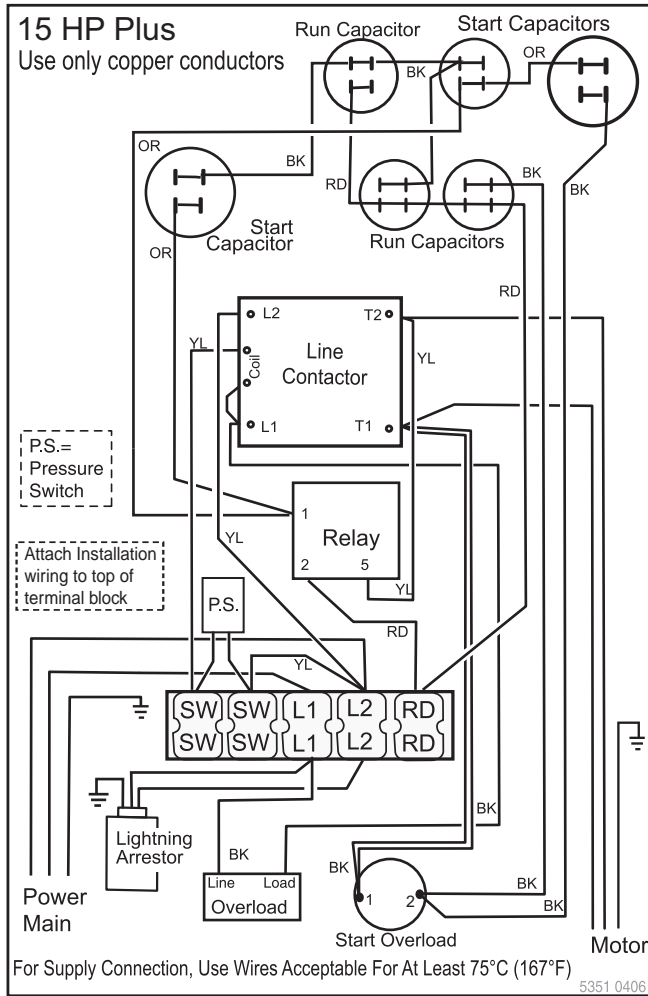 15 HP Plus
Use only copper conductors
Run Capacitor
Start Capacitors
OR
BK
OR
BK
RD
BK
BK
Start
Capacitor
Run Capacitors
OR
RD
L2
T2
YL
Coil
Line
Contactor
YL
L1
T1
P.S.=
Pressure
Switch
1
Relay
2
5
YL
Attach Installation
wiring to top of
terminal block
YL
P.S.
RD
YL
SW
SW
L1
L2
RD
SW
SW
L1
L2
RD
BK
Lightning
Arrestor
BK
BK
Line
Load
Overload
1
2
BK
BK
Power
Main
Start Overload
Motor
For Supply Connection, Use Wires Acceptable For At Least 75°C (167°F)
5351 0406